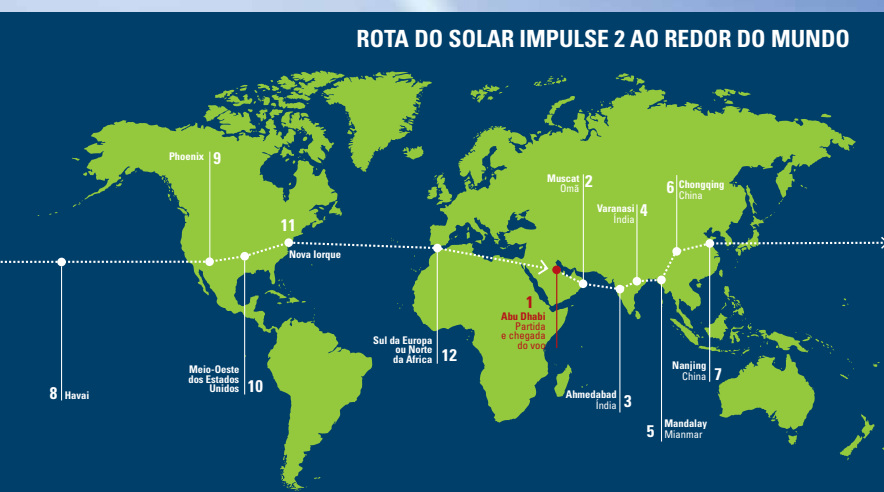 ROTA DO SOLAR IMPULSE 2 AO REDOR DO MUNDO
Phoenix 9
11
Nova Iorque
Muscat 2
Omã
Varanasi 4
Índia
6 Chongqing
China
1
Abu Dhabi
Partida
e chegada
do voo
Sul da Europa
ou Norte
da África 12
Meio-Oeste
dos Estados
Unidos 10
8 Havai
Ahmedabad
Índia 3
Nanjing
China 7
5 Mandalay
Mianmar